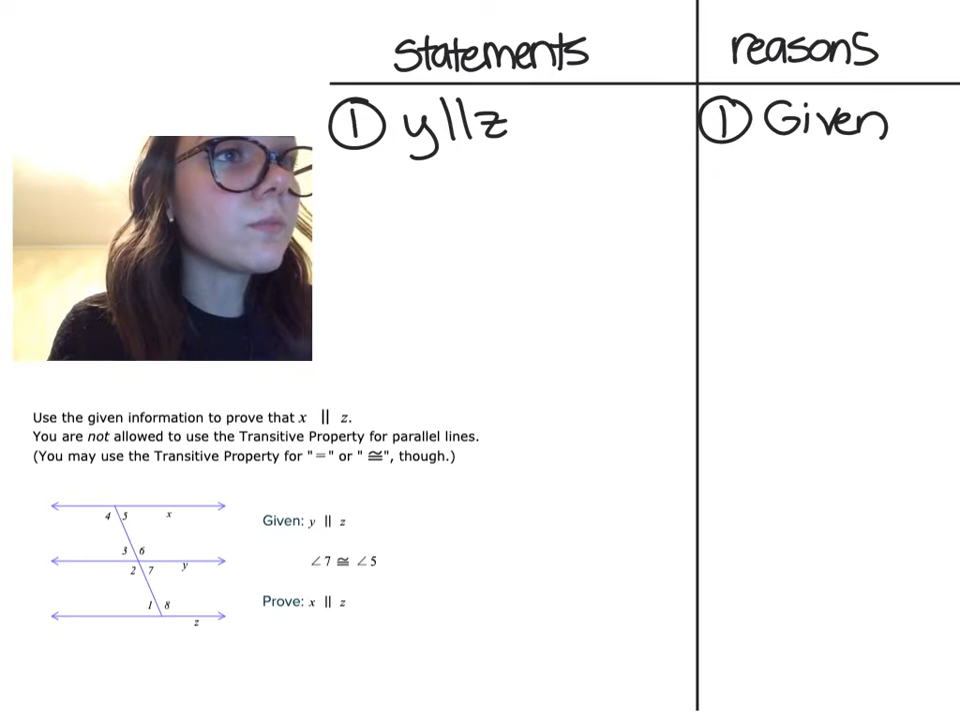 statements reasons
① y||z ① Given
Use the given information to prove that x || z.
You are not allowed to use the Transitive Property for parallel lines.
(You may use the Transitive Property for "=" or "≅", though.)
4 5 x
3 6
2 7 y
1 8
z
Given: y || z
∠7 ≅ ∠5
Prove: x || z